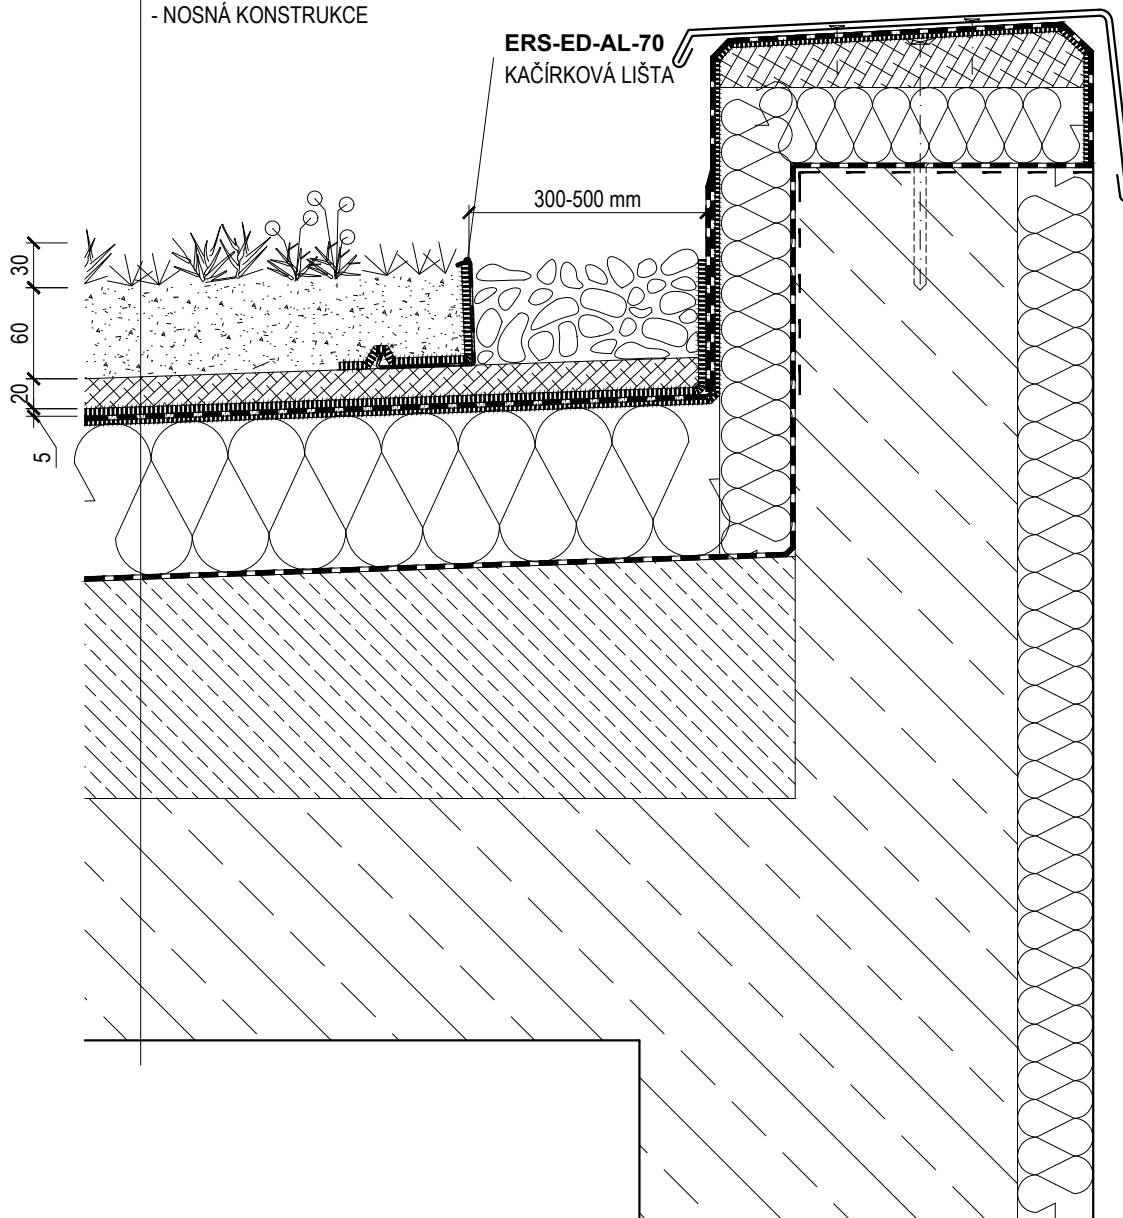 - NOSNÁ KONSTRUKCE
ERS-ED-AL-70
KAČÍRKOVÁ LIŠTA
300-500 mm
30
60
20
5